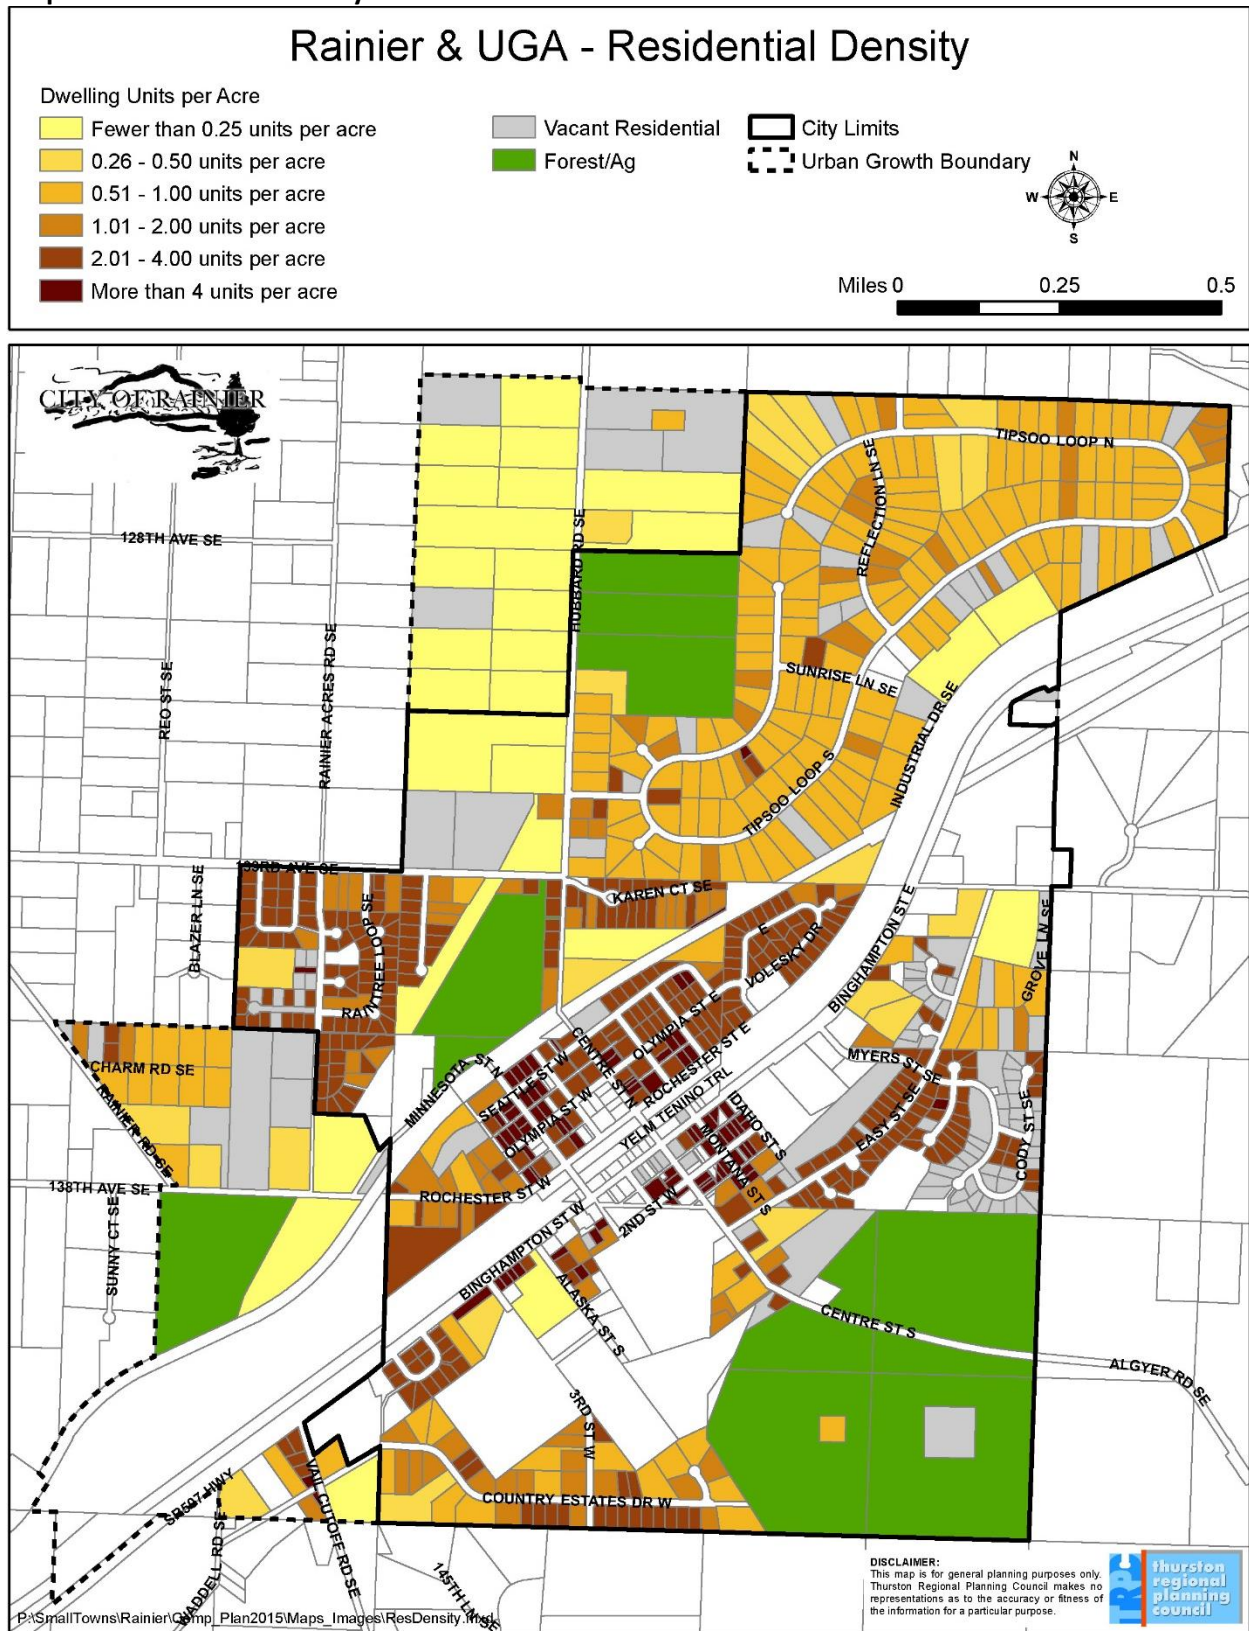 Rainier & UGA - Residential Density
Dwelling Units per Acre
Fewer than 0.25 units per acre
0.26 - 0.50 units per acre
0.51 - 1.00 units per acre
1.01 - 2.00 units per acre
2.01 - 4.00 units per acre
More than 4 units per acre
Vacant Residential
Forest/Ag
City Limits
Urban Growth Boundary
N
W E
S
Miles 0 0.25 0.5
CITY OF RAINIER
TIPSOO LOOP N
REFLECTION LN SE
128TH AVE SE
HUBBARD RD SE
REO ST SE
RAINIER ACRES RD SE
SUNRISE LN SE
INDUSTRIAL DR SE
TIPSOO LOOP S
133RD AVE SE
KAREN CT SE
BLAZER LN SE
RAINTREE LOOP SE
E
VOLESKY DR
BINGHAMPTON ST E
GROVE LN SE
OLYMPIA ST E
CENTRE ST N
ROCHESTER ST E
MINNESOTA ST N
SEATTLE ST W
OLYMPIA ST W
YELM TENINO TRL
MYERS ST SE
CHARM RD SE
RAINIER RD SE
IDAHO ST S
MONTANA ST S
EASY ST SE
CODY ST SE
138TH AVE SE
ROCHESTER ST W
2ND ST W
SUNNY CT SE
BINGHAMPTON ST W
ALASKA ST S
CENTRE ST S
ALGYER RD SE
3RD ST W
COUNTRY ESTATES DR W
SR507 HWY
VAIL CUTOFF RD SE
WADDELL RD SE
145TH LN SE
DISCLAIMER:
This map is for general planning purposes only.
Thurston Regional Planning Council makes no
representations as to the accuracy or fitness of
the information for a particular purpose.
TRPC
thurston
regional
planning
council
P:\SmallTowns\Rainier\Comp_Plan2015\Maps_Images\ResDensity.mxd